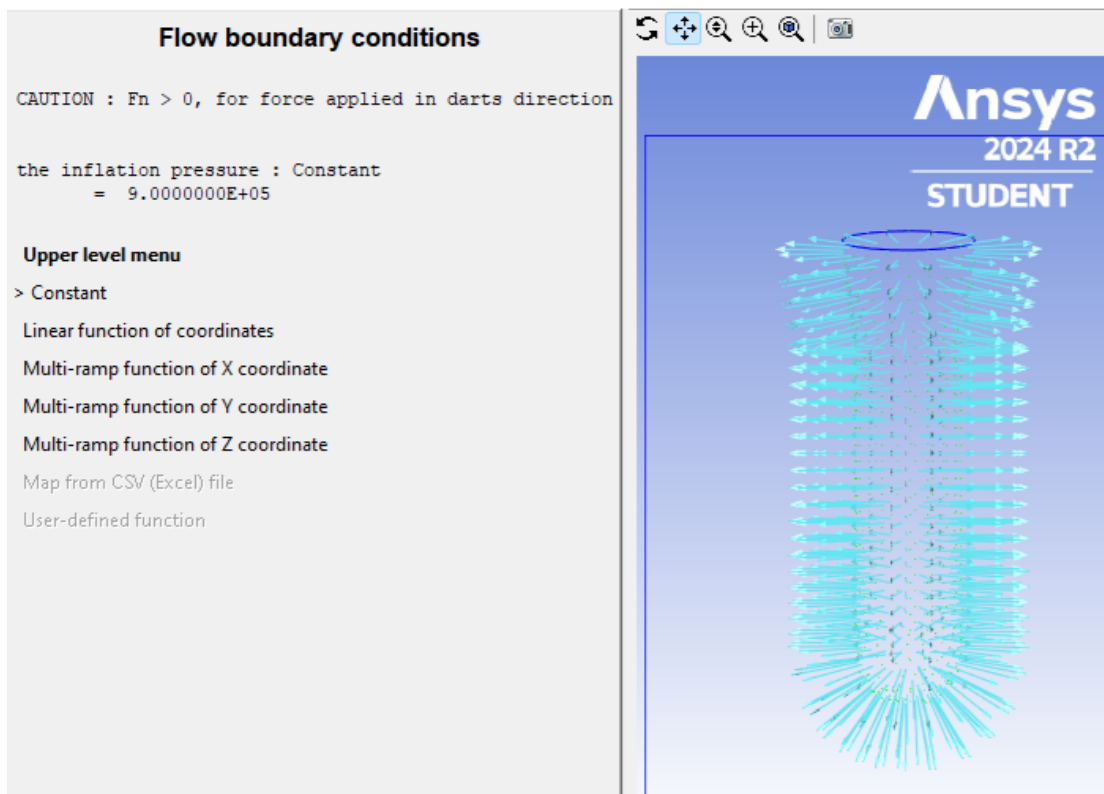 Flow boundary conditions
CAUTION : Fn > 0, for force applied in darts direction
the inflation pressure : Constant
= 9.0000000E+05
Upper level menu
> Constant
Linear function of coordinates
Multi-ramp function of X coordinate
Multi-ramp function of Y coordinate
Multi-ramp function of Z coordinate
Map from CSV (Excel) file
User-defined function
Ansys
2024 R2
STUDENT